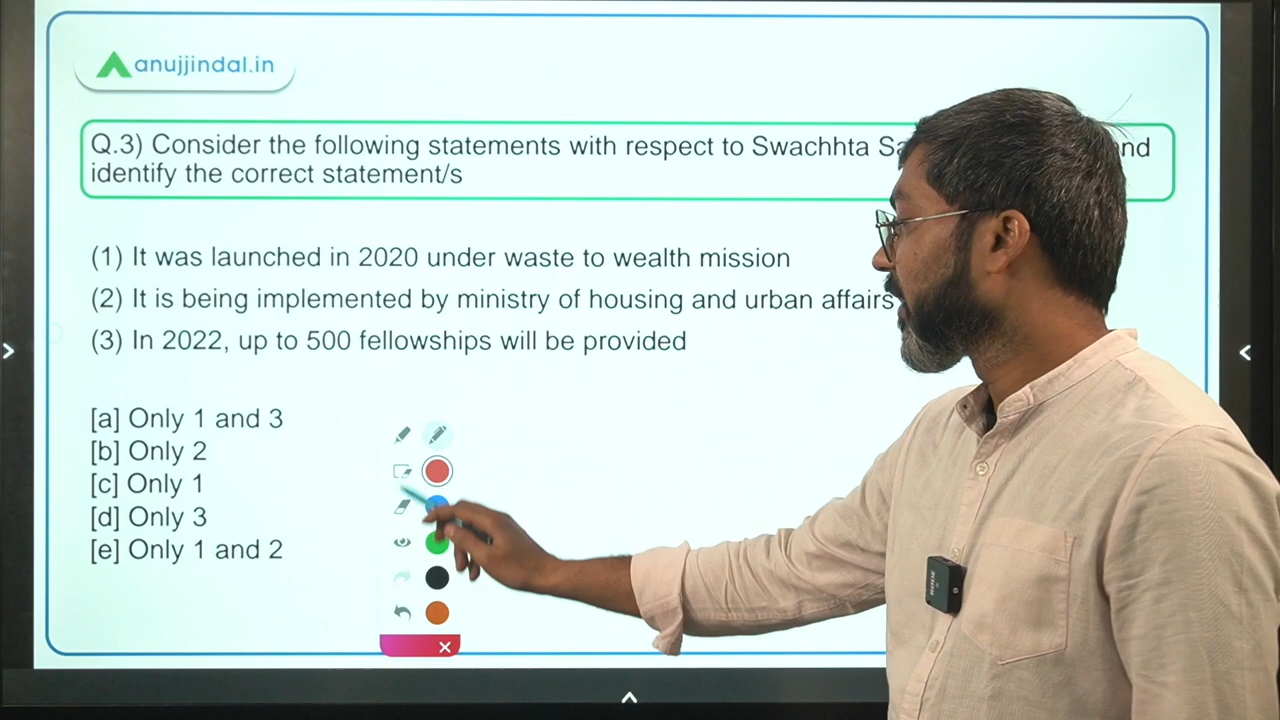 anujjindal.in
Q.3) Consider the following statements with respect to Swachhta
identify the correct statement/s
(1) It was launched in 2020 under waste to wealth mission
(2) It is being implemented by ministry of housing and urban affairs
(3) In 2022, up to 500 fellowships will be provided
[a] Only 1 and 3
[b] Only 2
[c] Only 1
[d] Only 3
[e] Only 1 and 2
RODE